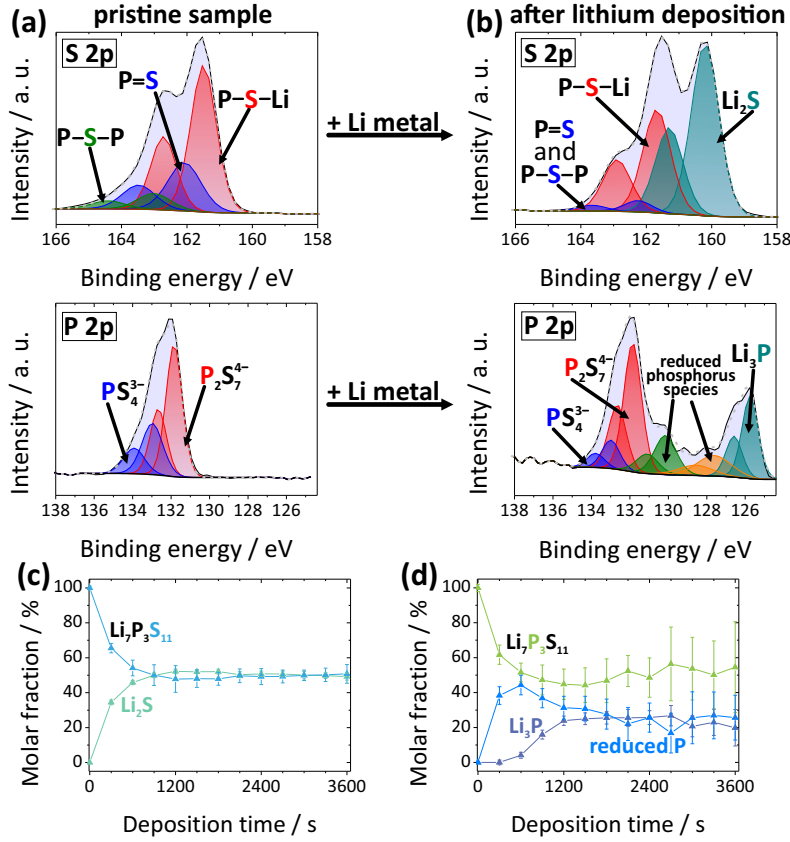 (a) pristine sample
(b) after lithium deposition
S 2p
P=S
P–S–Li
P–S–P
Intensity / a. u.
166 164 162 160 158
Binding energy / eV
+ Li metal
S 2p
P–S–Li
Li₂S
P=S
and
P–S–P
Intensity / a. u.
166 164 162 160 158
Binding energy / eV
P 2p
PS₄³⁻
P₂S₇⁴⁻
Intensity / a. u.
138 136 134 132 130 128 126
Binding energy / eV
+ Li metal
P 2p
P₂S₇⁴⁻
PS₄³⁻
reduced
phosphorus
species
Li₃P
Intensity / a. u.
138 136 134 132 130 128 126
Binding energy / eV
(c)
100
80
60
40
20
0
Molar fraction / %
Li₇P₃S₁₁
Li₂S
0 1200 2400 3600
Deposition time / s
(d)
100
80
60
40
20
0
Molar fraction / %
Li₇P₃S₁₁
Li₃P
reduced P
0 1200 2400 3600
Deposition time / s